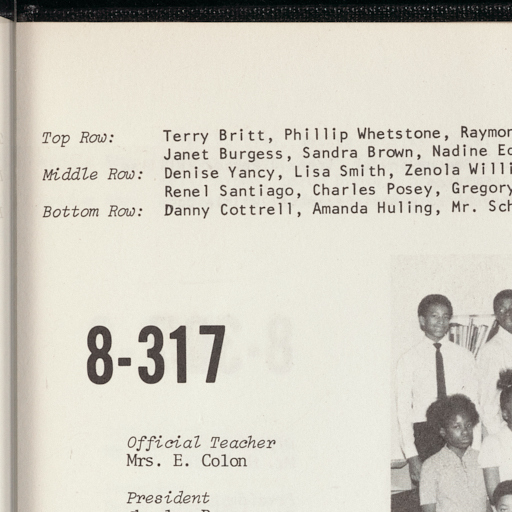 Top Row: Terry Britt, Phillip Whetstone, Raymon
Janet Burgess, Sandra Brown, Nadine
Middle Row: Denise Yancy, Lisa Smith, Zenola Willi
Renel Santiago, Charles Posey, Gregory
Bottom Row: Danny Cottrell, Amanda Huling, Mr. Sch
8-317
Official Teacher
Mrs. E. Colon
President